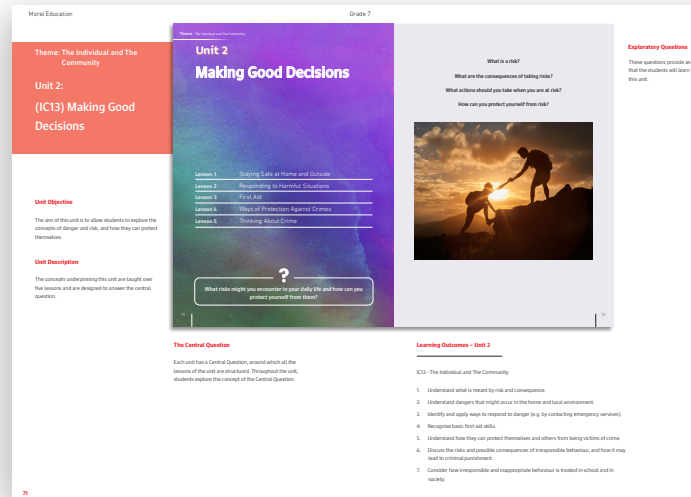 Moral Education
Grade 7
Theme: The Individual and The
Community
Unit 2:
(IC13) Making Good
Decisions
Unit Objective
The aim of this unit is to allow students to explore the
concepts of danger and risk, and how they can protect
themselves.
Unit Description
The concepts underpinning this unit are taught over
five lessons and are designed to answer the central
question.
Theme The Individual and The Community
Unit 2
Making Good Decisions
Lesson 1 Staying Safe at Home and Outside
Lesson 2 Responding to Harmful Situations
Lesson 3 First Aid
Lesson 4 Ways of Protection Against Crimes
Lesson 5 Thinking About Crime
?
What risks might you encounter in your daily life and how can you
protect yourself from them?
What is a risk?
What are the consequences of taking risks?
What actions should you take when you are at risk?
How can you protect yourself from risk?
Exploratory Questions
These questions provide an
that the students will learn
this unit.
The Central Question
Each unit has a Central Question, around which all the
lessons of the unit are structured. Throughout the unit,
students explore the concept of the Central Question.
Learning Outcomes – Unit 2
IC13 - The Individual and The Community
1. Understand what is meant by risk and consequence.
2. Understand dangers that might occur in the home and local environment.
3. Identify and apply ways to respond to danger (e.g. by contacting emergency services).
4. Recognise basic first-aid skills.
5. Understand how they can protect themselves and others from being victims of crime.
6. Discuss the risks and possible consequences of irresponsible behaviour, and how it may
lead to criminal punishment.
7. Consider how irresponsible and inappropriate behaviour is treated in school and in
society.
71